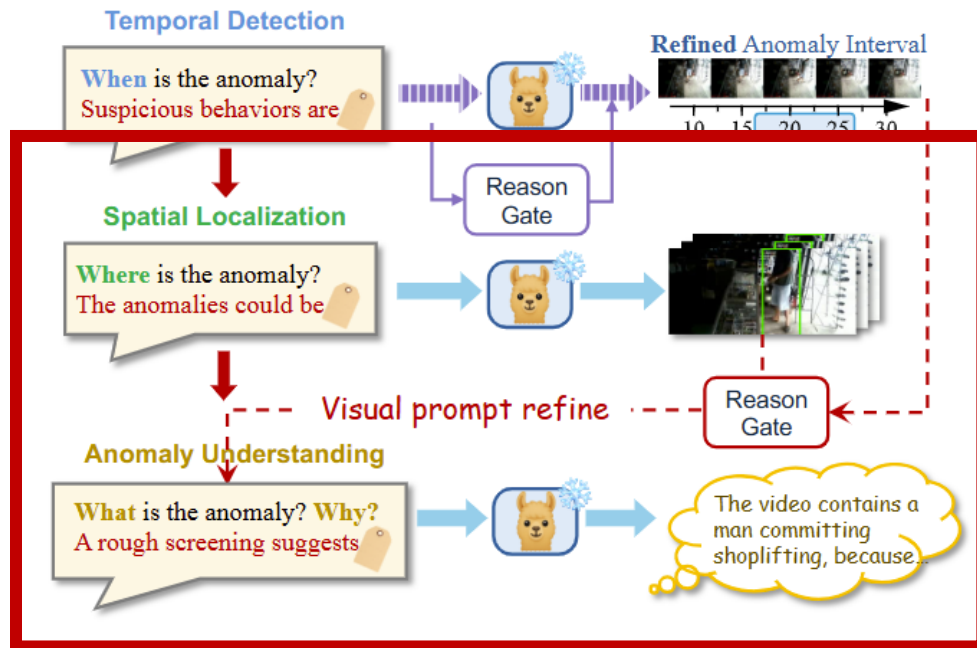 Temporal Detection
When is the anomaly?
Suspicious behaviors are
Refined Anomaly Interval
10 15 20 25 30
Reason
Gate
Spatial Localization
Where is the anomaly?
The anomalies could be
Visual prompt refine
Reason
Gate
Anomaly Understanding
What is the anomaly? Why?
A rough screening suggests
The video contains a
man committing
shoplifting, because...